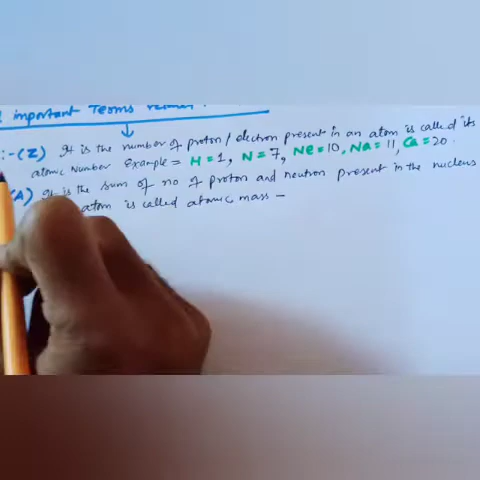 important Terms
:-(Z) It is the number of proton/electron present in an atom is called its
atomic Number Example = H = 1, N = 7, Ne = 10, Na = 11, Ca = 20.
(A) It is the sum of no of proton and neutron present in the nucleus
atom is called atomic mass -